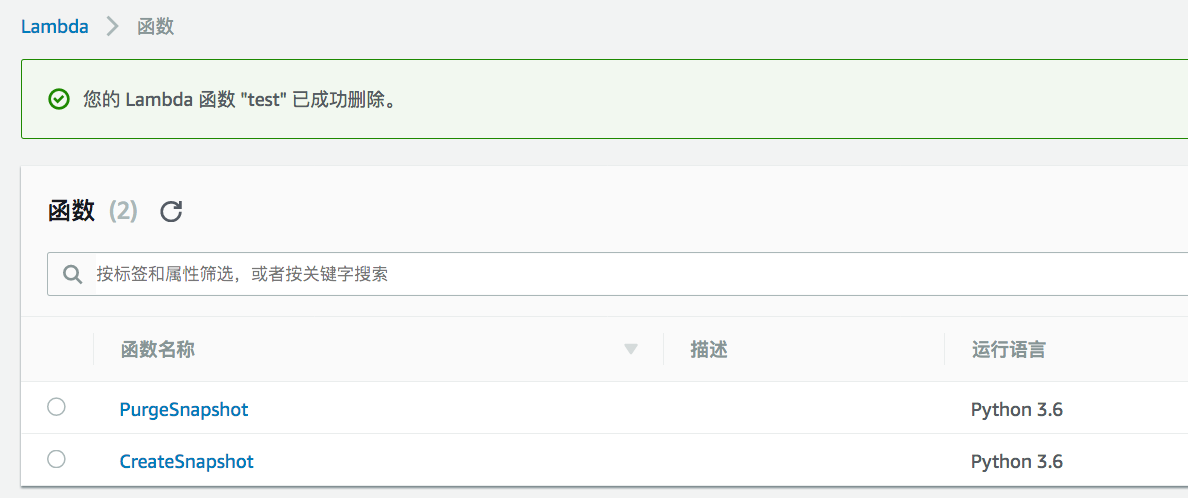 Lambda > 函数
您的 Lambda 函数 "test" 已成功删除。
函数 (2)
按标签和属性筛选，或者按关键字搜索
函数名称 描述 运行语言
PurgeSnapshot Python 3.6
CreateSnapshot Python 3.6